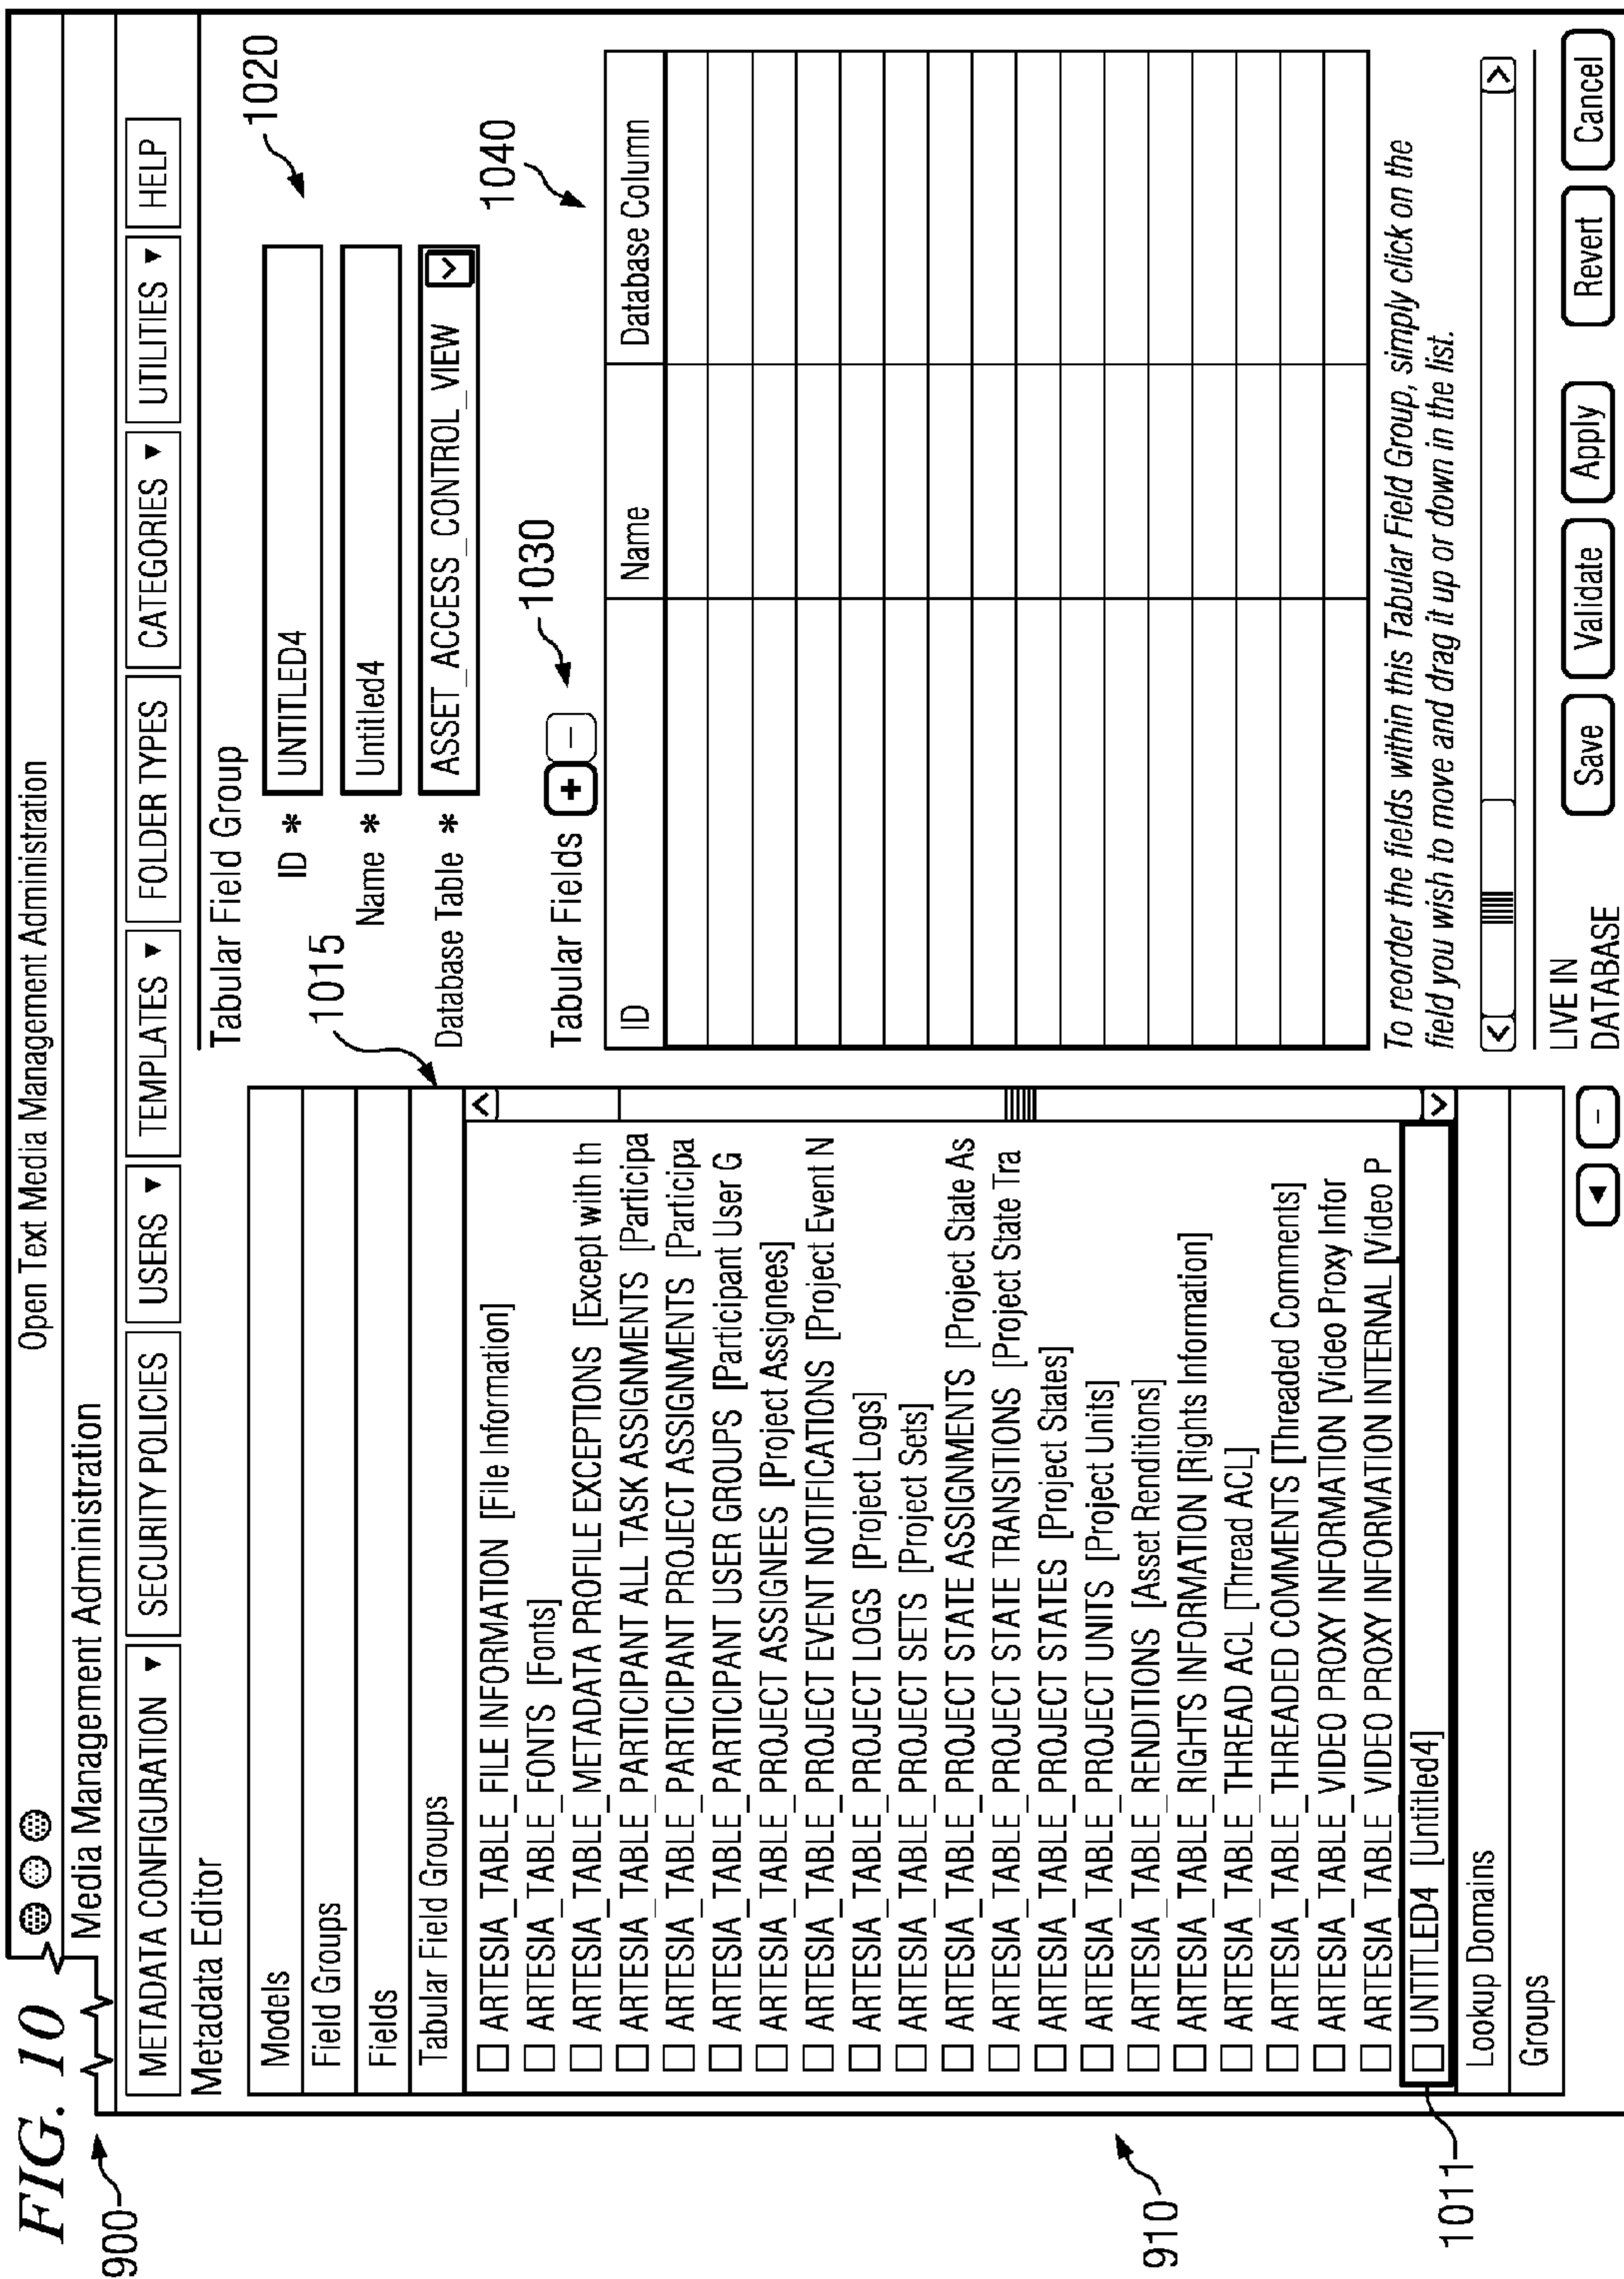 FIG. 10
900
Open Text Media Management Administration
Media Management Administration
METADATA CONFIGURATION ▼ SECURITY POLICIES USERS ▼ TEMPLATES ▼ FOLDER TYPES CATEGORIES ▼ UTILITIES ▼ HELP
Metadata Editor
Models
Field Groups
Fields
Tabular Field Groups
1015
ARTESIA_TABLE_FILE INFORMATION [File Information]
ARTESIA_TABLE_FONTS [Fonts]
ARTESIA_TABLE_METADATA PROFILE EXCEPTIONS [Except with th
ARTESIA_TABLE_PARTICIPANT ALL TASK ASSIGNMENTS [Participa
ARTESIA_TABLE_PARTICIPANT PROJECT ASSIGNMENTS [Participa
ARTESIA_TABLE_PARTICIPANT USER GROUPS [Participant User G
ARTESIA_TABLE_PROJECT ASSIGNEES [Project Assignees]
ARTESIA_TABLE_PROJECT EVENT NOTIFICATIONS [Project Event N
ARTESIA_TABLE_PROJECT LOGS [Project Logs]
ARTESIA_TABLE_PROJECT SETS [Project Sets]
ARTESIA_TABLE_PROJECT STATE ASSIGNMENTS [Project State As
ARTESIA_TABLE_PROJECT STATE TRANSITIONS [Project State Tra
ARTESIA_TABLE_PROJECT STATES [Project States]
ARTESIA_TABLE_PROJECT UNITS [Project Units]
ARTESIA_TABLE_RENDITIONS [Asset Renditions]
ARTESIA_TABLE_RIGHTS INFORMATION [Rights Information]
ARTESIA_TABLE_THREAD ACL [Thread ACL]
ARTESIA_TABLE_THREADED COMMENTS [Threaded Comments]
ARTESIA_TABLE_VIDEO PROXY INFORMATION [Video Proxy Infor
ARTESIA_TABLE_VIDEO PROXY INFORMATION INTERNAL [Video P
UNTITLED4 [Untitled4]
910
1011
Lookup Domains
Groups
−
Tabular Field Group
ID * UNTITLED4
1020
Name * Untitled4
Database Table * ASSET_ACCESS_CONTROL_VIEW
Tabular Fields + −
1030
1040
ID Name Database Column
To reorder the fields within this Tabular Field Group, simply click on the
field you wish to move and drag it up or down in the list.
LIVE IN
DATABASE
Save Validate Apply Revert Cancel